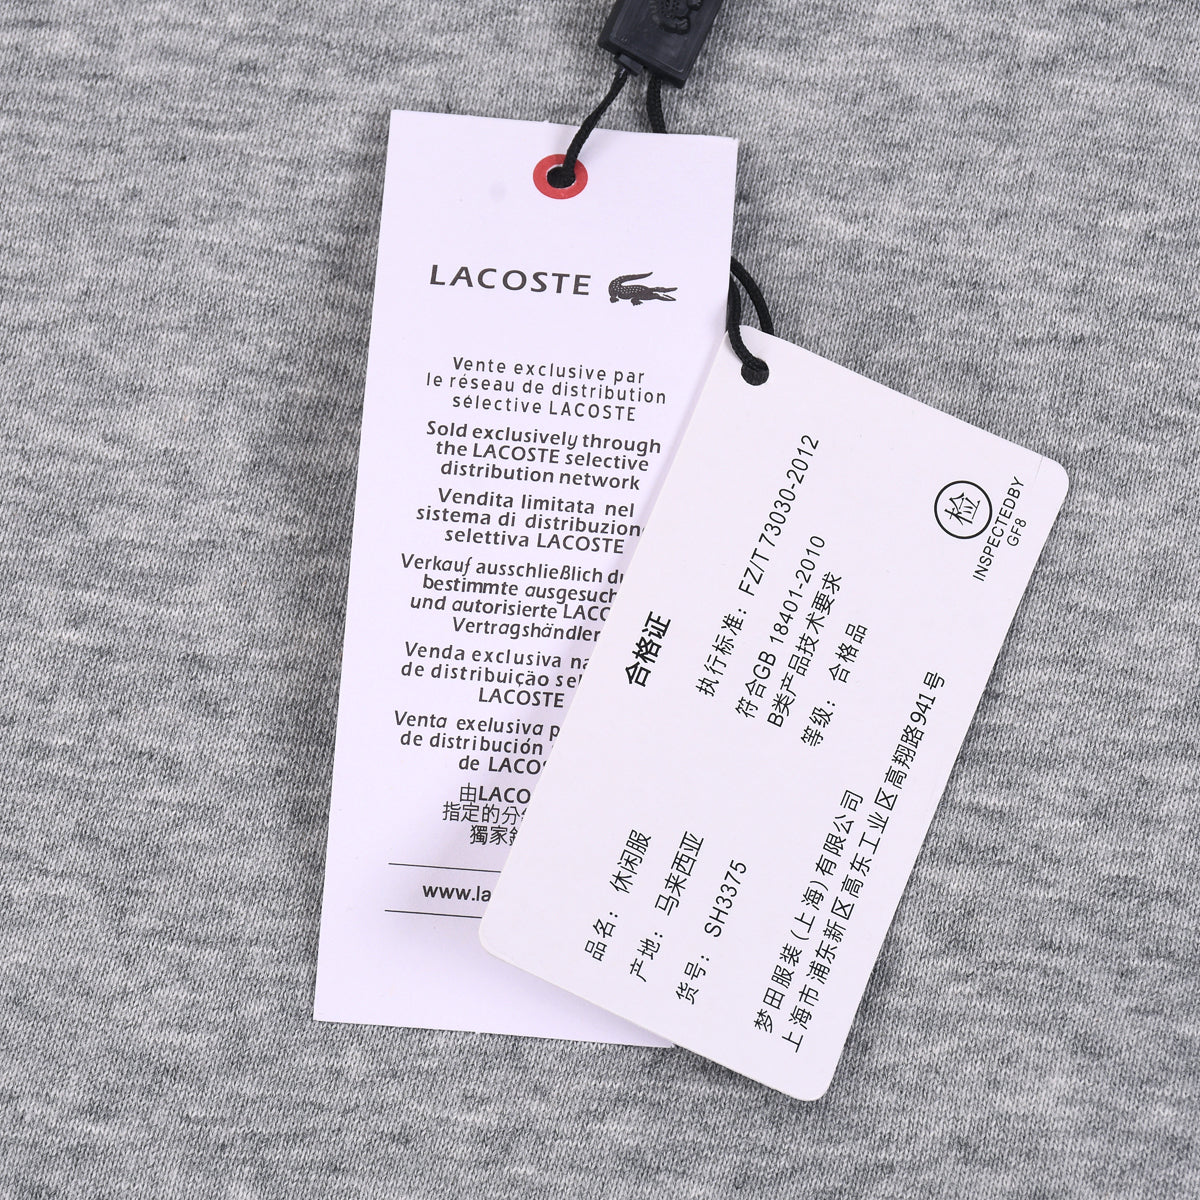 LACOSTE
Vente exclusive par
le réseau de distribution
sélective LACOSTE
Sold exclusively through
the LACOSTE selective
distribution network
Vendita limitata nel
sistema di distribuzion
selettiva LACOSTE
Verkauf ausschließlich du
bestimmte ausgesuch
und autorisierte LACO
Vertragshändler
Venda exclusiva na
de distribuição sel
LACOSTE
Venta exelusiva p
de distribución
de LACOS
由LACO
指定的分
獨家
www.la
合格证
品名: 休闲服
产地: 马来西亚
货号: SH3375
执行标准: FZ/T 73030-2012
符合GB 18401-2010
B类产品技术要求
等级: 合格品
梦田服装(上海)有限公司
上海市浦东新区高东工业区高翔路941号
检
INSPECTEDBY
GF8